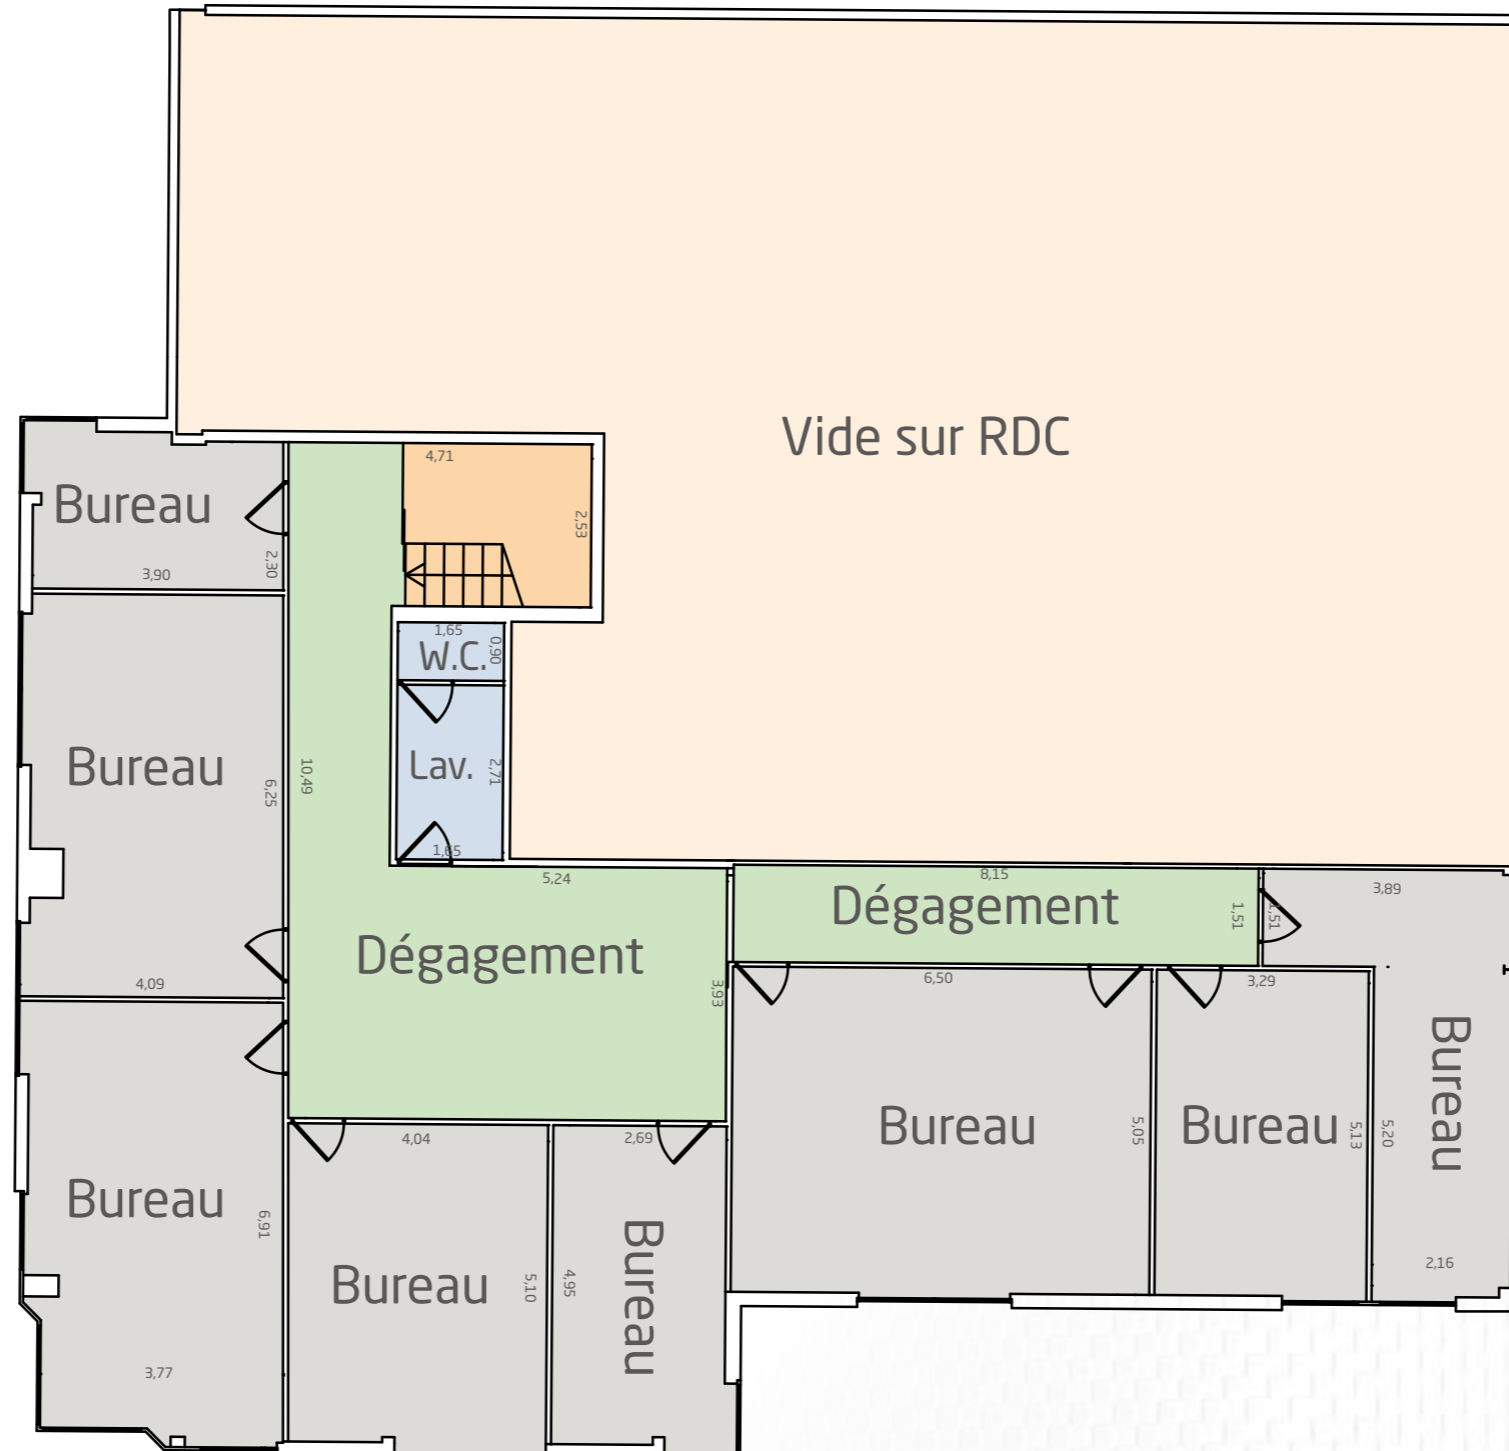 Vide sur RDC
4,71
2,53
Bureau
2,30
3,90
1,65
0,90
W.C.
Bureau
Lav.
2,71
10,49
6,25
1,65
5,24
8,15
3,89
Dégagement
1,51
1,51
Dégagement
4,09
3,93
6,50
3,29
Bureau
Bureau
5,05
Bureau
5,13
5,20
4,04
2,69
Bureau
6,91
Bureau
5,10
4,95
Bureau
2,16
3,77